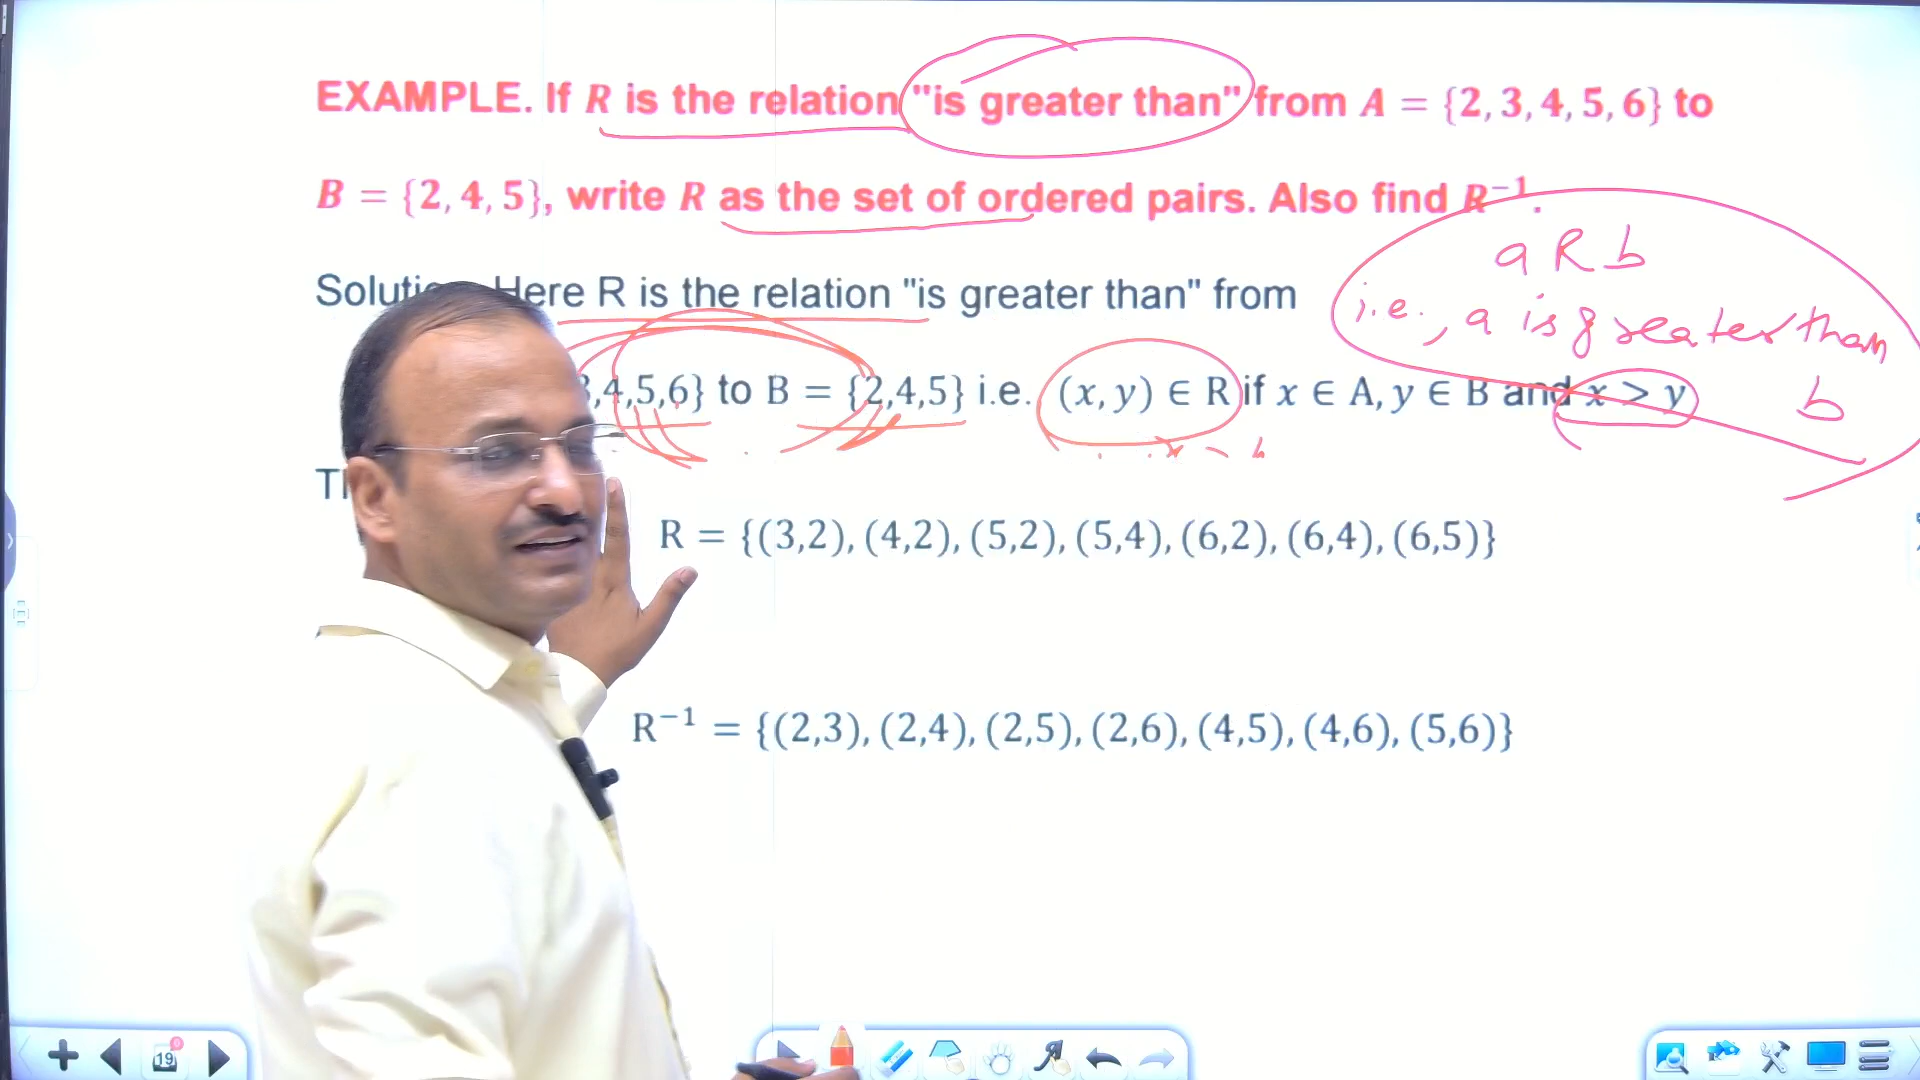 EXAMPLE. If R is the relation "is greater than" from A = {2, 3, 4, 5, 6} to
B = {2, 4, 5}, write R as the set of ordered pairs. Also find R⁻¹.
a R b
Here R is the relation "is greater than" from
i.e., a is greater than
4,5,6} to B = {2,4,5} i.e. (x, y) ∈ R if x ∈ A, y ∈ B and x > y
b
R = {(3,2), (4,2), (5,2), (5,4), (6,2), (6,4), (6,5)}
R⁻¹ = {(2,3), (2,4), (2,5), (2,6), (4,5), (4,6), (5,6)}
19